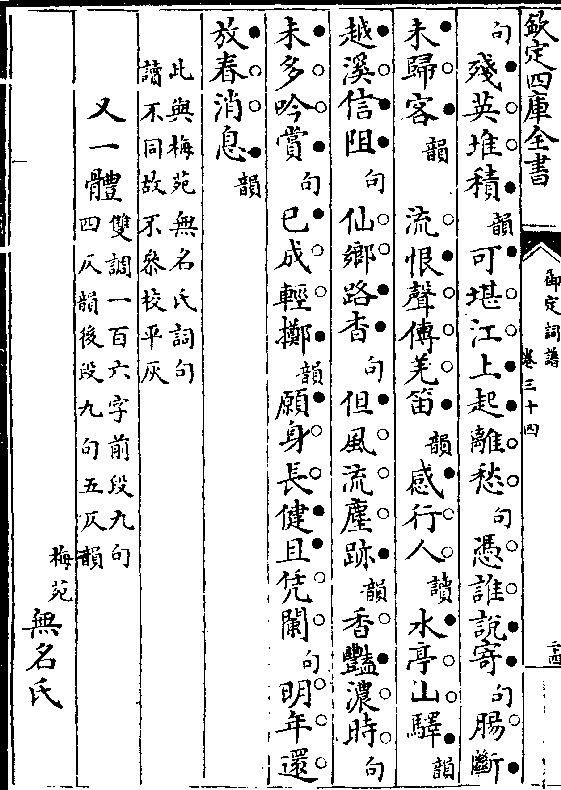 欽定四庫全書
御定詞譜
卷三十四
二十四
句殘英堆積韻可堪江上起離愁句憑誰說寄句腸斷
未歸客韻流恨聲傳羌笛韻感行人讀水亭山驛韻
越溪信阻句仙鄉路杳句但風流塵跡韻香豔濃時句
未多吟賞句已成輕擲韻願身長健且凭闌句明年還
放春消息韻
此與梅苑無名氏詞句
讀不同故不參校平灰
又一體雙調一百六字前段九句
四仄韻後段九句五仄韻
梅苑
無名氏